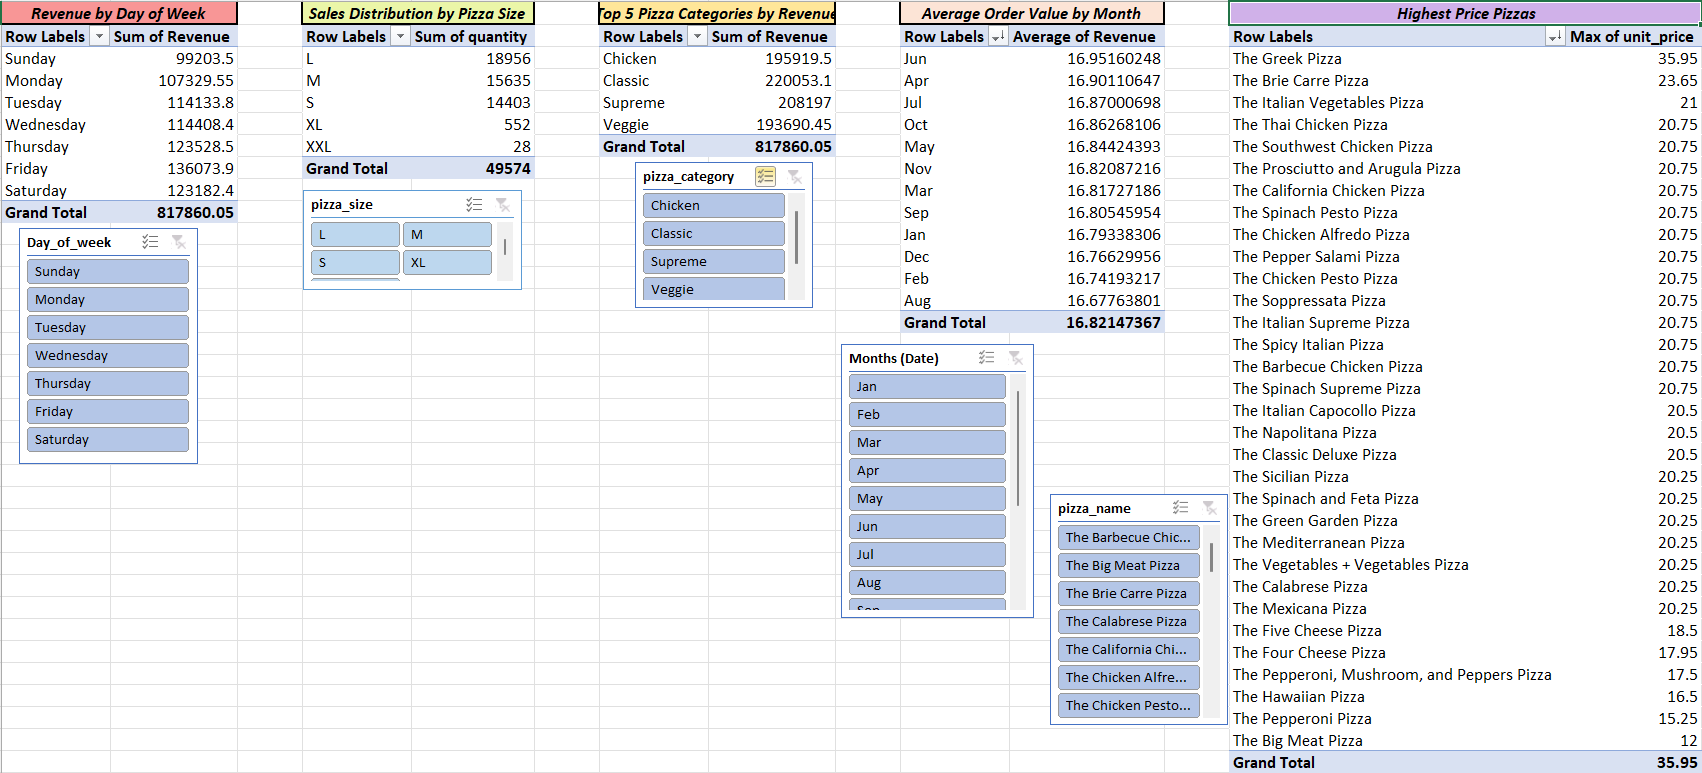 Revenue by Day of Week
Row Labels Sum of Revenue
Sunday 99203.5
Monday 107329.55
Tuesday 114133.8
Wednesday 114408.4
Thursday 123528.5
Friday 136073.9
Saturday 123182.4
Grand Total 817860.05
Day_of_week
Sunday
Monday
Tuesday
Wednesday
Thursday
Friday
Saturday
Sales Distribution by Pizza Size
Row Labels Sum of quantity
L 18956
M 15635
S 14403
XL 552
XXL 28
Grand Total 49574
pizza_size
L M
S XL
Top 5 Pizza Categories by Revenue
Row Labels Sum of Revenue
Chicken 195919.5
Classic 220053.1
Supreme 208197
Veggie 193690.45
Grand Total 817860.05
pizza_category
Chicken
Classic
Supreme
Veggie
Average Order Value by Month
Row Labels Average of Revenue
Jun 16.95160248
Apr 16.90110647
Jul 16.87000698
Oct 16.86268106
May 16.84424393
Nov 16.82087216
Mar 16.81727186
Sep 16.80545954
Jan 16.79338306
Dec 16.76629956
Feb 16.74193217
Aug 16.67763801
Grand Total 16.82147367
Months (Date)
Jan
Feb
Mar
Apr
May
Jun
Jul
Aug
Sep
pizza_name
The Barbecue Chic...
The Big Meat Pizza
The Brie Carre Pizza
The Calabrese Pizza
The California Chi...
The Chicken Alfre...
The Chicken Pesto...
Highest Price Pizzas
Row Labels Max of unit_price
The Greek Pizza 35.95
The Brie Carre Pizza 23.65
The Italian Vegetables Pizza 21
The Thai Chicken Pizza 20.75
The Southwest Chicken Pizza 20.75
The Prosciutto and Arugula Pizza 20.75
The California Chicken Pizza 20.75
The Spinach Pesto Pizza 20.75
The Chicken Alfredo Pizza 20.75
The Pepper Salami Pizza 20.75
The Chicken Pesto Pizza 20.75
The Soppressata Pizza 20.75
The Italian Supreme Pizza 20.75
The Spicy Italian Pizza 20.75
The Barbecue Chicken Pizza 20.75
The Spinach Supreme Pizza 20.75
The Italian Capocollo Pizza 20.5
The Napolitana Pizza 20.5
The Classic Deluxe Pizza 20.5
The Sicilian Pizza 20.25
The Spinach and Feta Pizza 20.25
The Green Garden Pizza 20.25
The Mediterranean Pizza 20.25
The Vegetables + Vegetables Pizza 20.25
The Calabrese Pizza 20.25
The Mexicana Pizza 20.25
The Five Cheese Pizza 18.5
The Four Cheese Pizza 17.95
The Pepperoni, Mushroom, and Peppers Pizza 17.5
The Hawaiian Pizza 16.5
The Pepperoni Pizza 15.25
The Big Meat Pizza 12
Grand Total 35.95